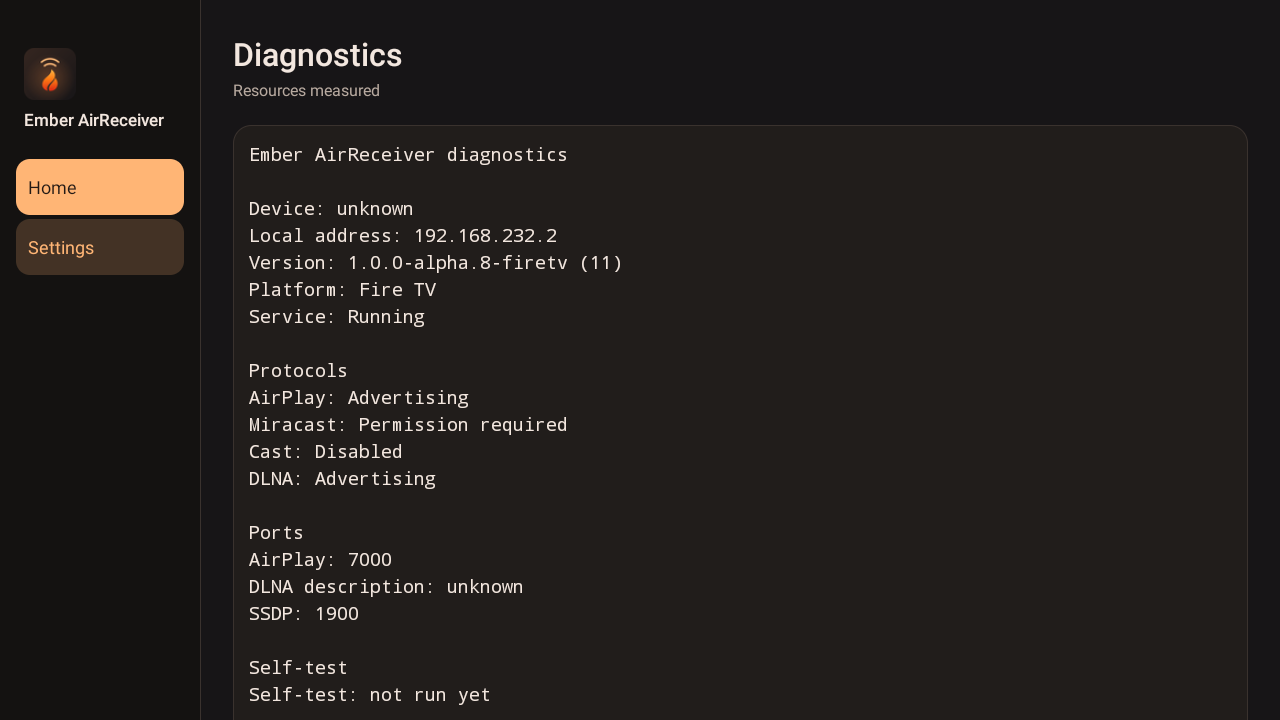 Ember AirReceiver
Home
Settings
Diagnostics
Resources measured
Ember AirReceiver diagnostics
Device: unknown
Local address: 192.168.232.2
Version: 1.0.0-alpha.8-firetv (11)
Platform: Fire TV
Service: Running
Protocols
AirPlay: Advertising
Miracast: Permission required
Cast: Disabled
DLNA: Advertising
Ports
AirPlay: 7000
DLNA description: unknown
SSDP: 1900
Self-test
Self-test: not run yet